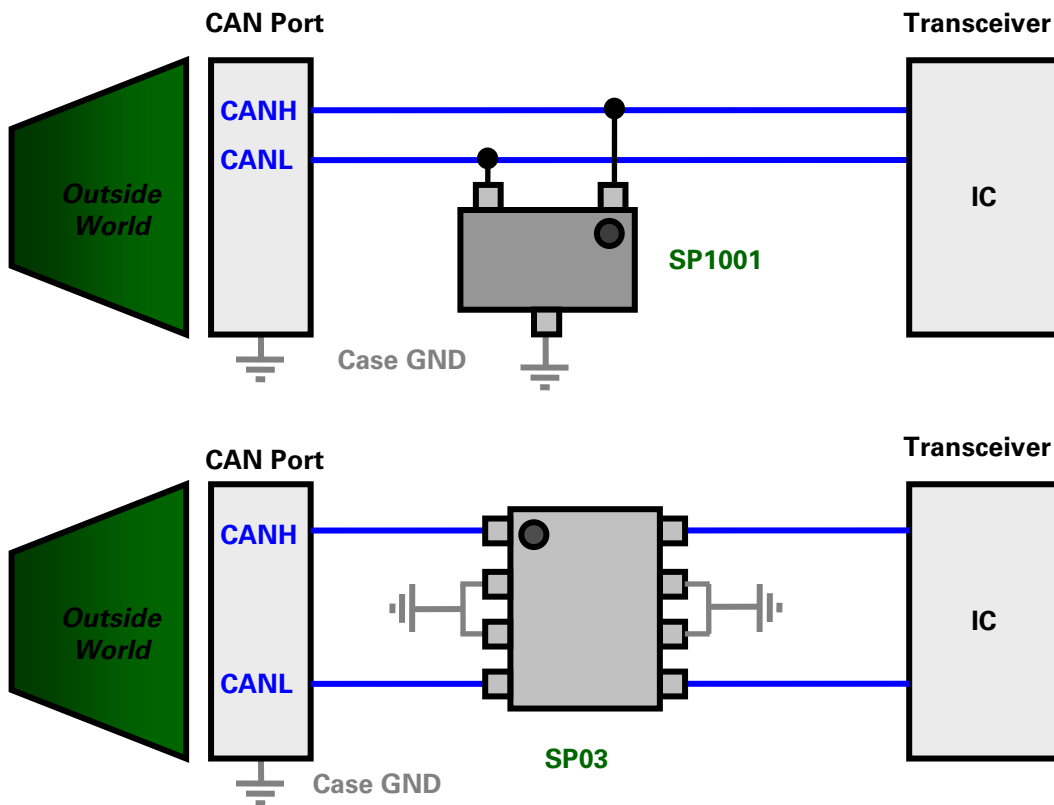 CAN Port
Transceiver
CANH
CANL
Outside
World
IC
SP1001
Case GND
CAN Port
Transceiver
CANH
Outside
World
IC
CANL
SP03
Case GND